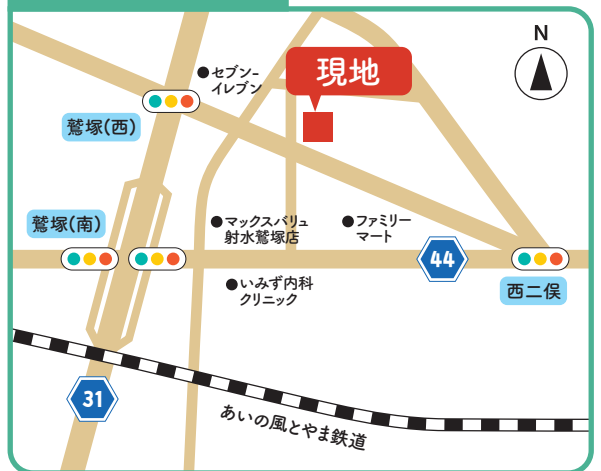 N
セブン-
イレブン
現地
鷲塚(西)
鷲塚(南)
マックスバリュ
射水鷲塚店
ファミリー
マート
44
いみず内科
クリニック
西二俣
31
あいの風とやま鉄道